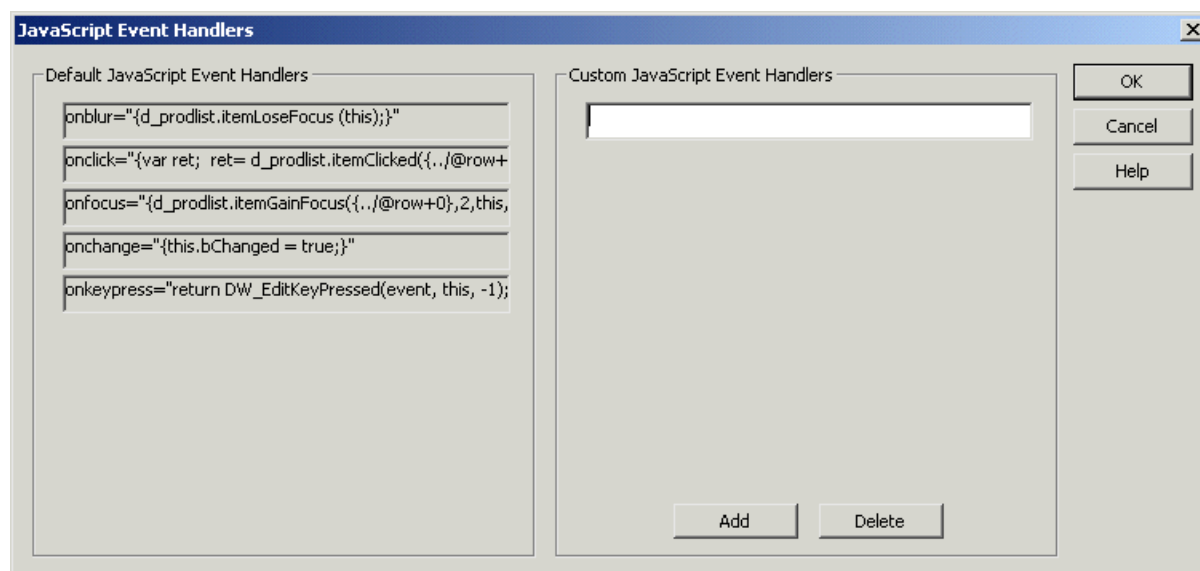 JavaScript Event Handlers
Default JavaScript Event Handlers
onblur="{d_prodlist.itemLoseFocus (this);}"
onclick="{var ret;  ret= d_prodlist.itemClicked({../@row+
onfocus="{d_prodlist.itemGainFocus({../@row+0},2,this,
onchange="{this.bChanged = true;}"
onkeypress="return DW_EditKeyPressed(event, this, -1);
Custom JavaScript Event Handlers
Add
Delete
OK
Cancel
Help